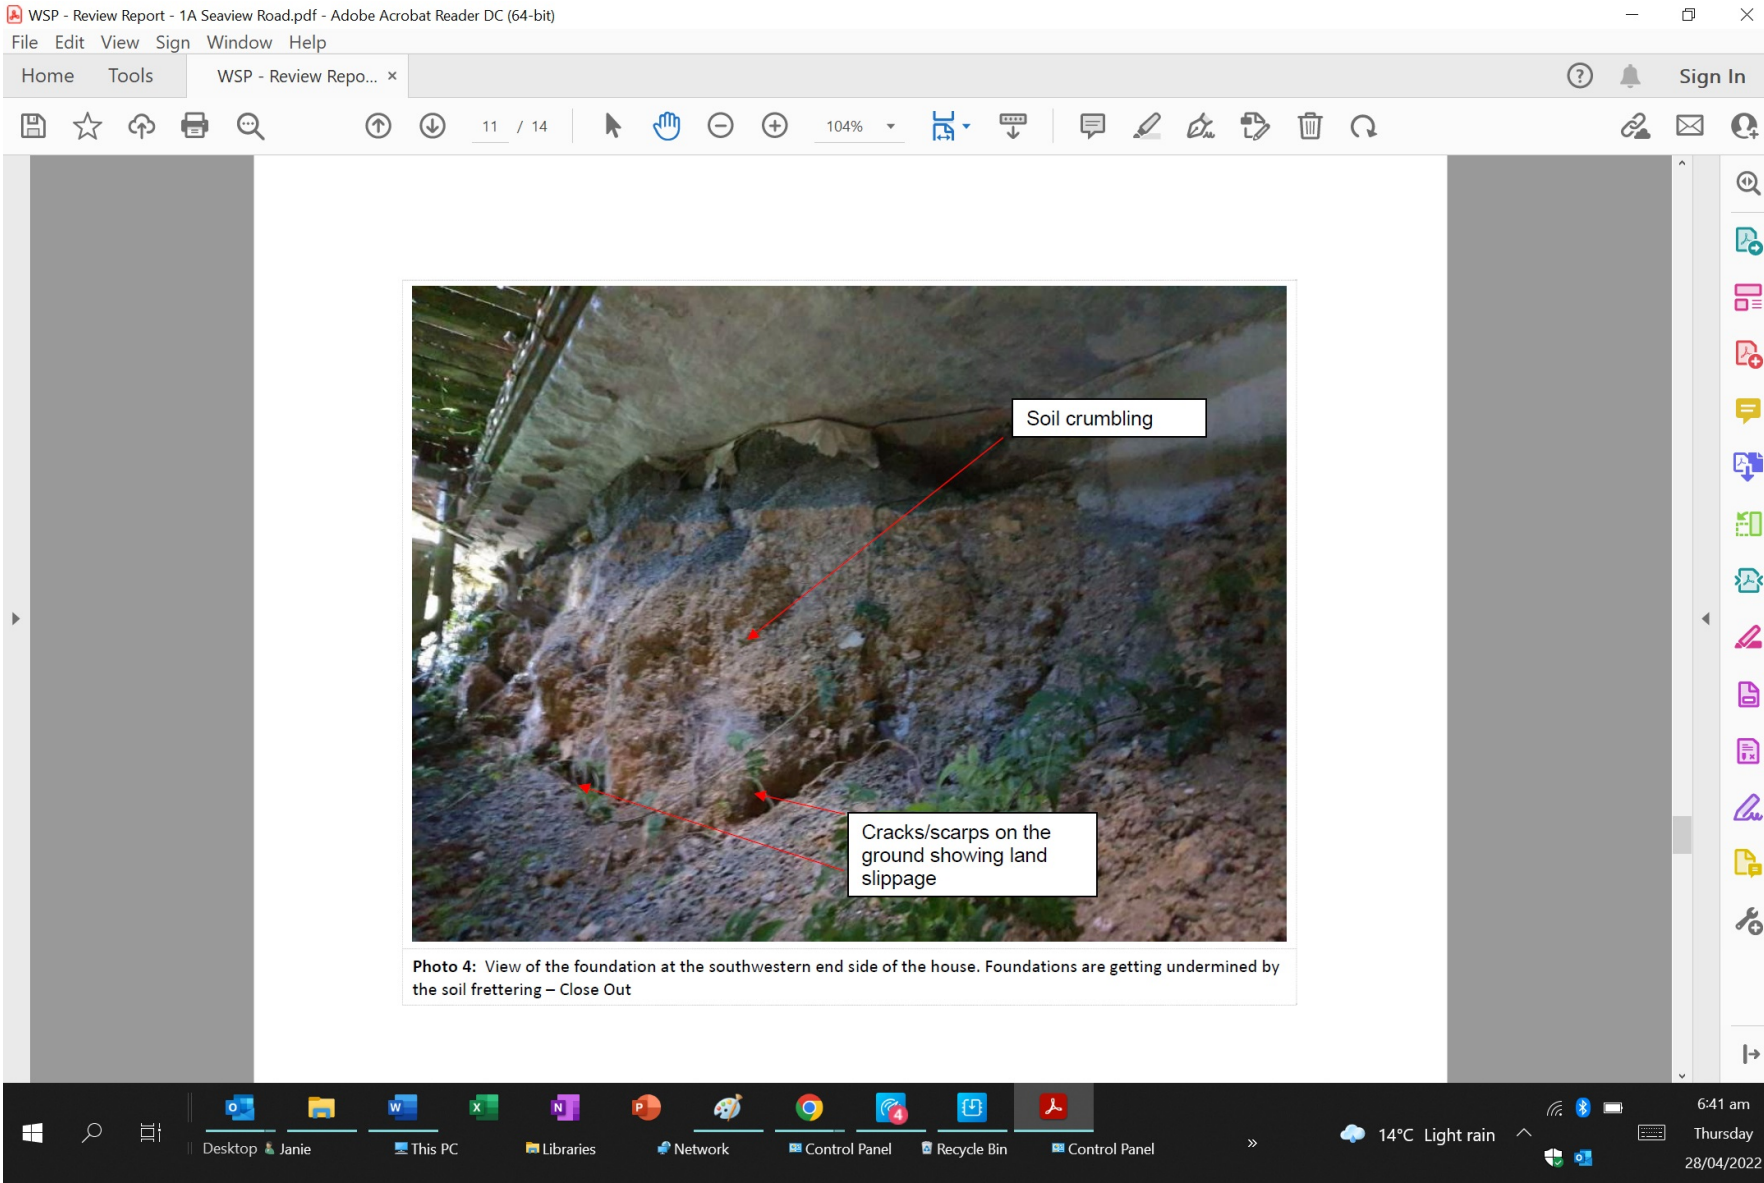 WSP - Review Report - 1A Seaview Road.pdf - Adobe Acrobat Reader DC (64-bit)
File Edit View Sign Window Help
Home Tools WSP - Review Repo... × Sign In
11 / 14 104%
Soil crumbling
Cracks/scarps on the
ground showing land
slippage
Photo 4: View of the foundation at the southwestern end side of the house. Foundations are getting undermined by
the soil frettering – Close Out
4
Desktop Janie This PC Libraries Network Control Panel Recycle Bin Control Panel » 14°C Light rain
6:41 am
Thursday
28/04/2022